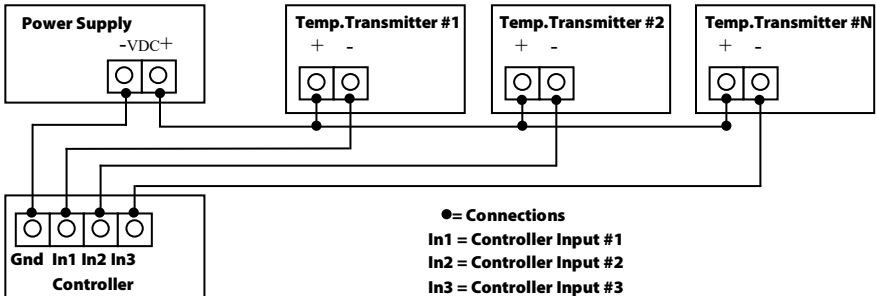 Power Supply
-VDC+
Temp.Transmitter #1
+ -
Temp.Transmitter #2
+ -
Temp.Transmitter #N
+ -
Gnd In1 In2 In3
Controller
●= Connections
In1 = Controller Input #1
In2 = Controller Input #2
In3 = Controller Input #3